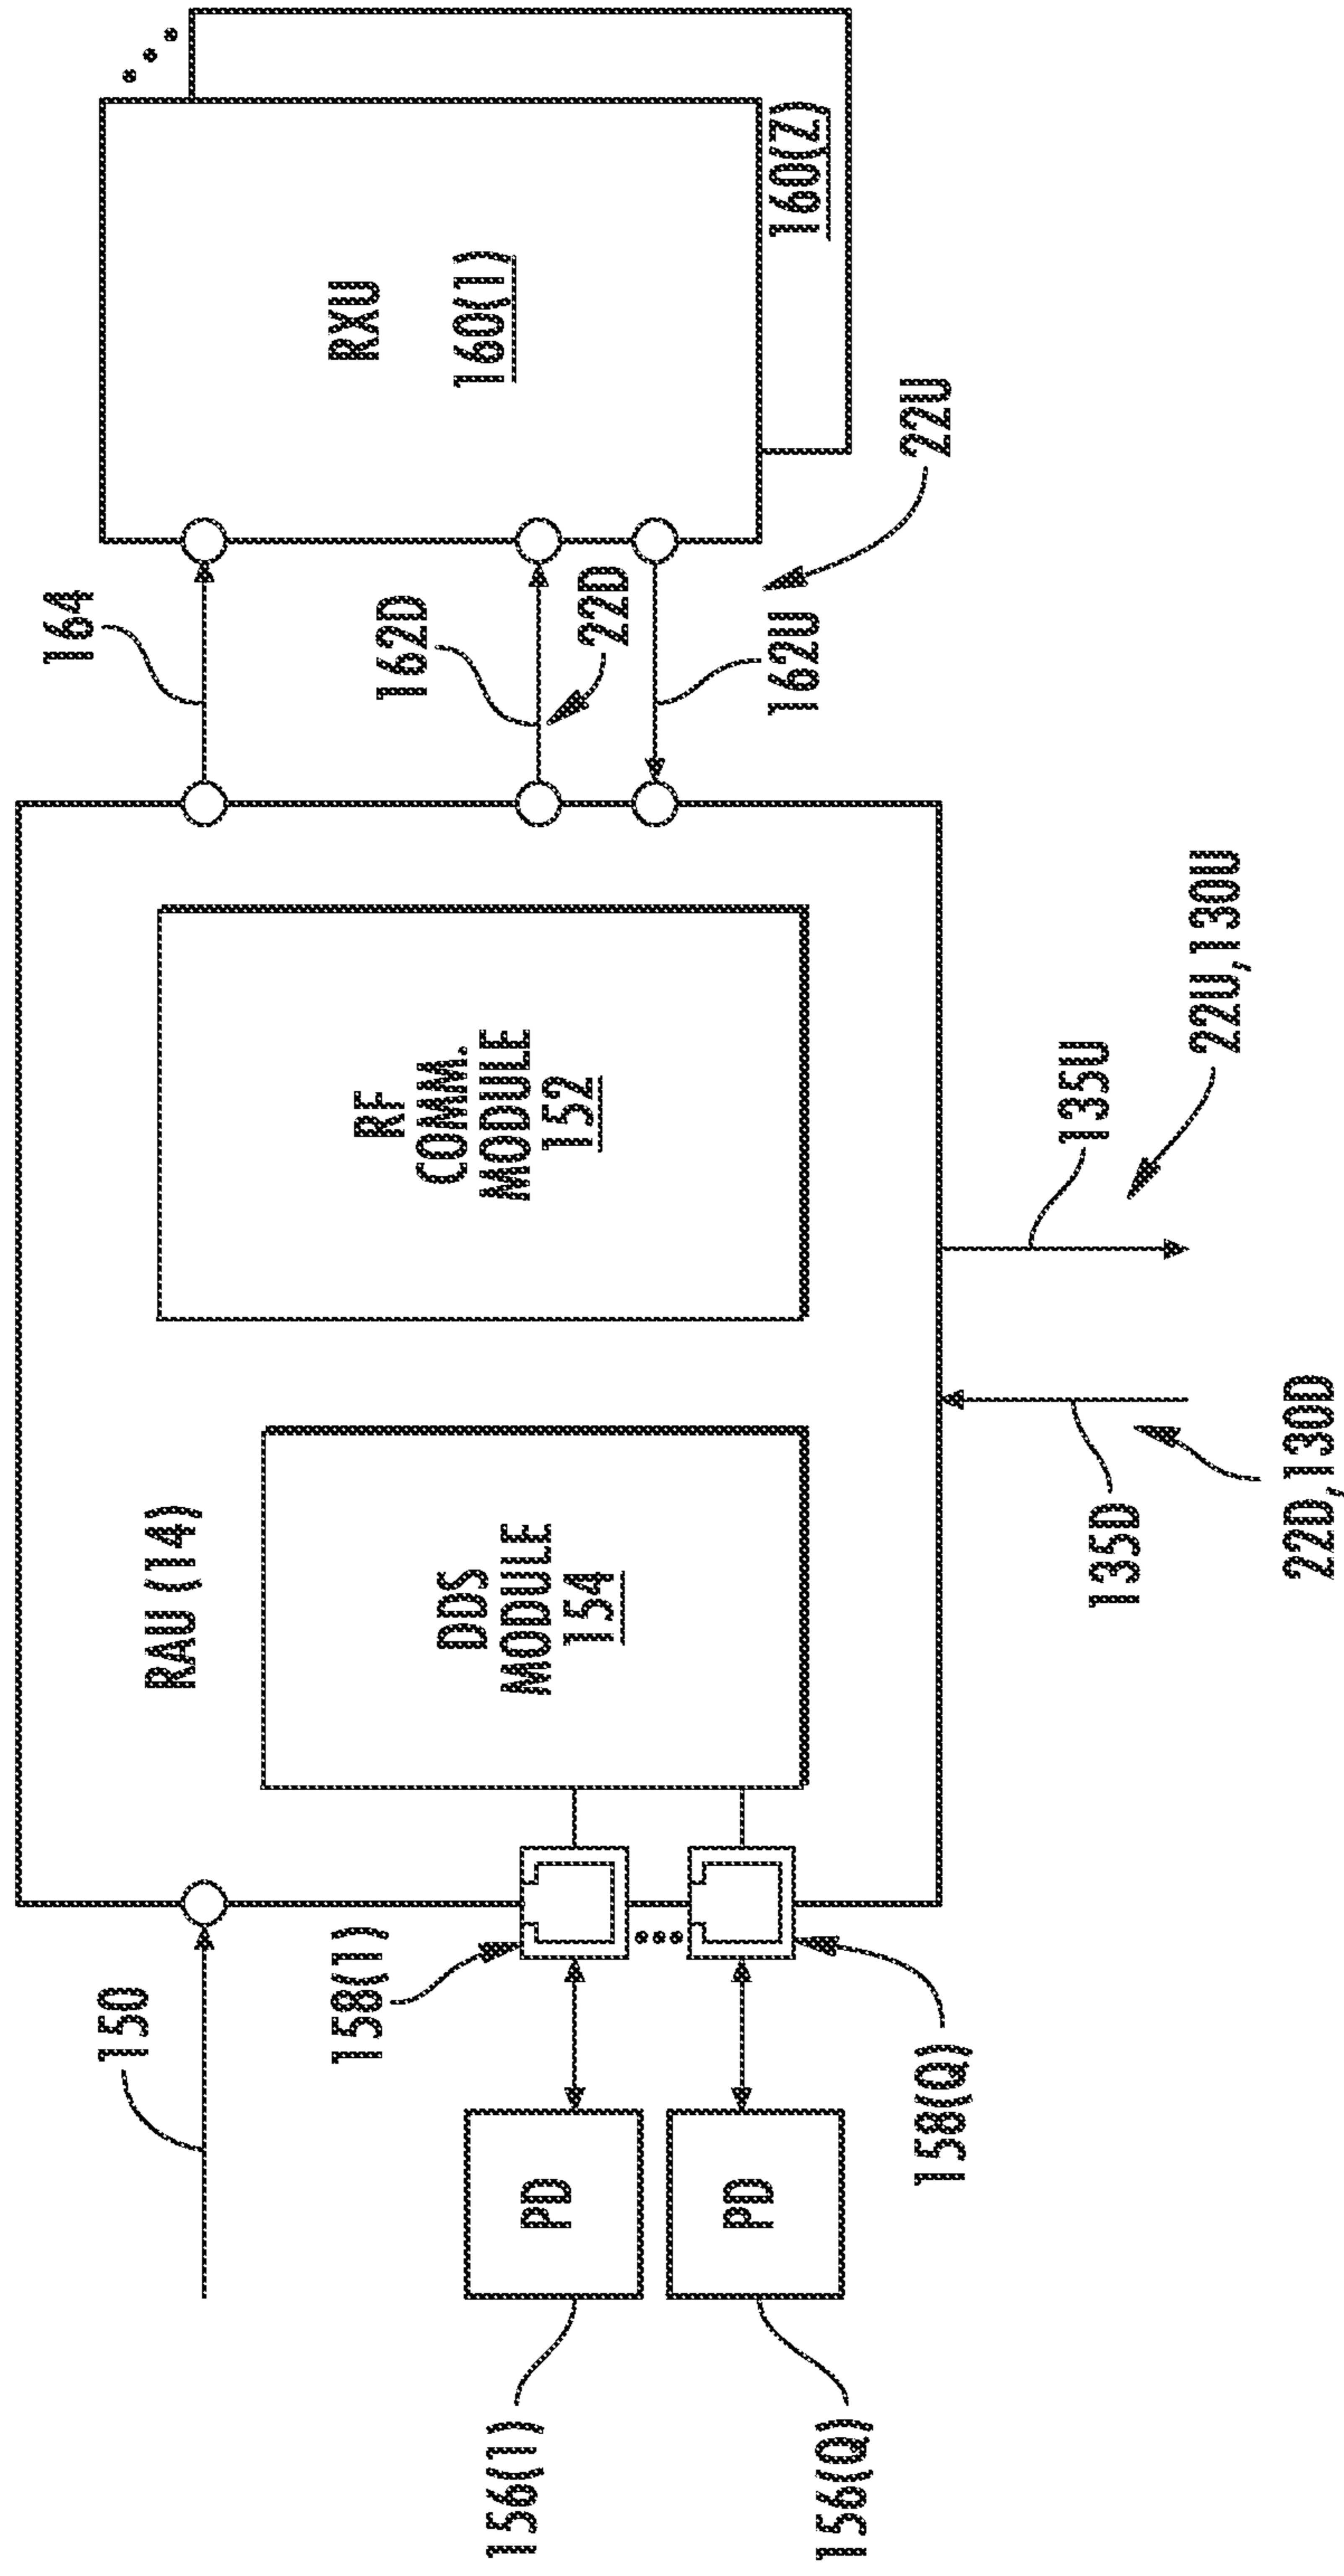 164
150
RAU (14)
RXU
160(1)
158(1)
RF
COMM.
MODULE
152
162D
DDS
MODULE
154
22D
156(1)
PD
PD
162U
160(Z)
156(Q)
22U
158(Q)
135U
135D
22U,130U
22D,130D